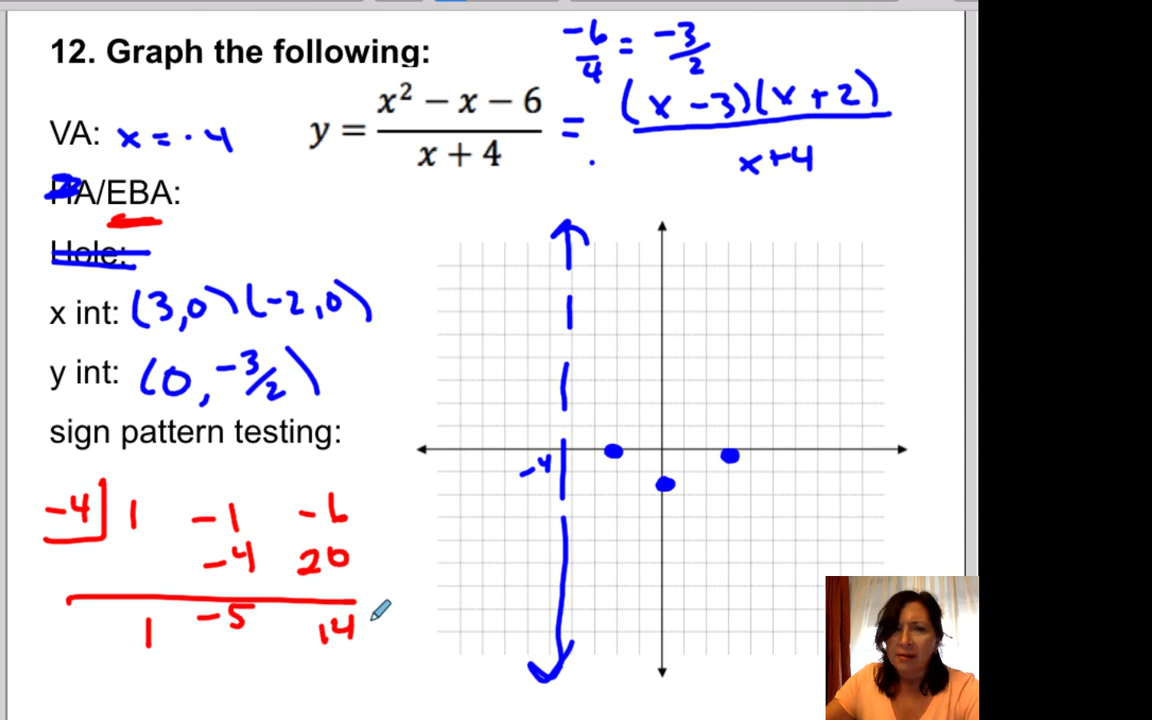 12. Graph the following:
-6/4 = -3/2
y = (x² − x − 6)/(x + 4) = (x - 3)(x + 2)/(x + 4)
VA: x = -4
HA/EBA:
Hole:
x int: (3,0) (-2,0)
y int: (0, -3/2)
sign pattern testing:
-4
-4 1 -1 -6
-4 20
1 -5 14